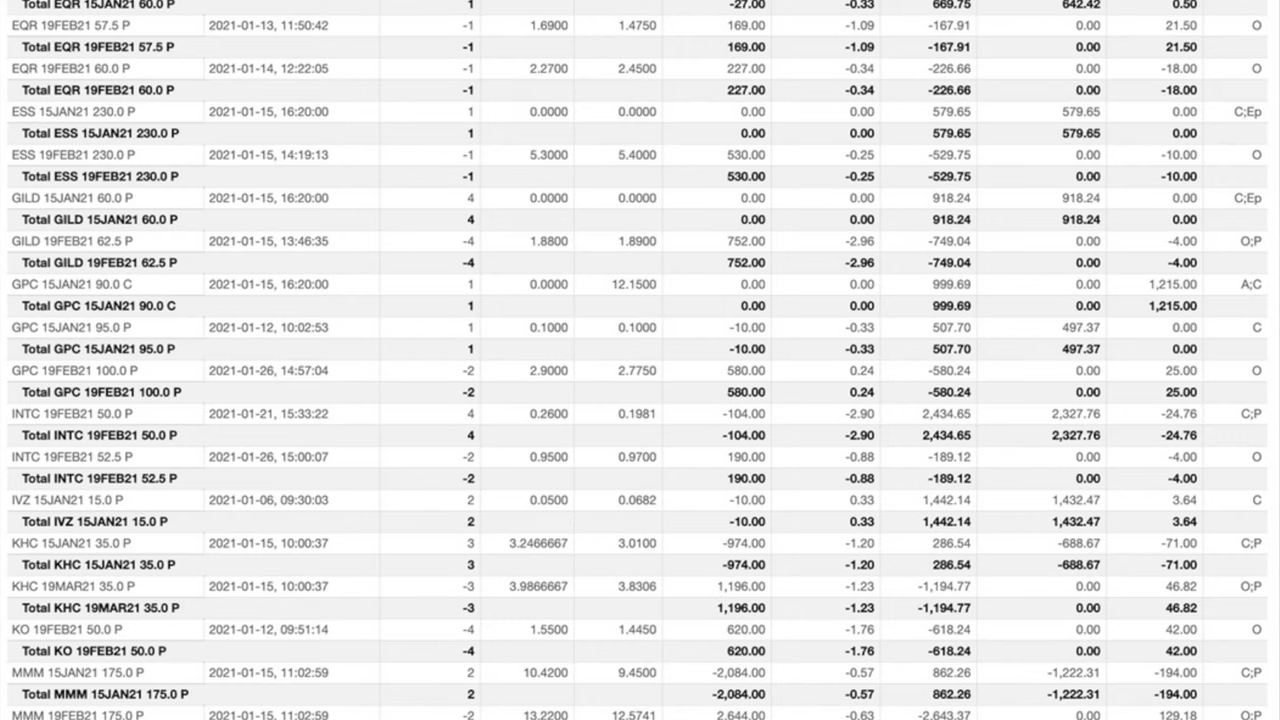 Total EQR 15JAN21 60.0 P 1 -27.00 -0.33 669.75 642.42 0.50
EQR 19FEB21 57.5 P 2021-01-13, 11:50:42 -1 1.6900 1.4750 169.00 -1.09 -167.91 0.00 21.50 O
Total EQR 19FEB21 57.5 P -1 169.00 -1.09 -167.91 0.00 21.50
EQR 19FEB21 60.0 P 2021-01-14, 12:22:05 -1 2.2700 2.4500 227.00 -0.34 -226.66 0.00 -18.00 O
Total EQR 19FEB21 60.0 P -1 227.00 -0.34 -226.66 0.00 -18.00
ESS 15JAN21 230.0 P 2021-01-15, 16:20:00 1 0.0000 0.0000 0.00 0.00 579.65 579.65 0.00 C;Ep
Total ESS 15JAN21 230.0 P 1 0.00 0.00 579.65 579.65 0.00
ESS 19FEB21 230.0 P 2021-01-15, 14:19:13 -1 5.3000 5.4000 530.00 -0.25 -529.75 0.00 -10.00 O
Total ESS 19FEB21 230.0 P -1 530.00 -0.25 -529.75 0.00 -10.00
GILD 15JAN21 60.0 P 2021-01-15, 16:20:00 4 0.0000 0.0000 0.00 0.00 918.24 918.24 0.00 C;Ep
Total GILD 15JAN21 60.0 P 4 0.00 0.00 918.24 918.24 0.00
GILD 19FEB21 62.5 P 2021-01-15, 13:46:35 -4 1.8800 1.8900 752.00 -2.96 -749.04 0.00 -4.00 O;P
Total GILD 19FEB21 62.5 P -4 752.00 -2.96 -749.04 0.00 -4.00
GPC 15JAN21 90.0 C 2021-01-15, 16:20:00 1 0.0000 12.1500 0.00 0.00 999.69 0.00 1,215.00 A;C
Total GPC 15JAN21 90.0 C 1 0.00 0.00 999.69 0.00 1,215.00
GPC 15JAN21 95.0 P 2021-01-12, 10:02:53 1 0.1000 0.1000 -10.00 -0.33 507.70 497.37 0.00 C
Total GPC 15JAN21 95.0 P 1 -10.00 -0.33 507.70 497.37 0.00
GPC 19FEB21 100.0 P 2021-01-26, 14:57:04 -2 2.9000 2.7750 580.00 0.24 -580.24 0.00 25.00 O
Total GPC 19FEB21 100.0 P -2 580.00 0.24 -580.24 0.00 25.00
INTC 19FEB21 50.0 P 2021-01-21, 15:33:22 4 0.2600 0.1981 -104.00 -2.90 2,434.65 2,327.76 -24.76 C;P
Total INTC 19FEB21 50.0 P 4 -104.00 -2.90 2,434.65 2,327.76 -24.76
INTC 19FEB21 52.5 P 2021-01-26, 15:00:07 -2 0.9500 0.9700 190.00 -0.88 -189.12 0.00 -4.00 O
Total INTC 19FEB21 52.5 P -2 190.00 -0.88 -189.12 0.00 -4.00
IVZ 15JAN21 15.0 P 2021-01-06, 09:30:03 2 0.0500 0.0682 -10.00 0.33 1,442.14 1,432.47 3.64 C
Total IVZ 15JAN21 15.0 P 2 -10.00 0.33 1,442.14 1,432.47 3.64
KHC 15JAN21 35.0 P 2021-01-15, 10:00:37 3 3.2466667 3.0100 -974.00 -1.20 286.54 -688.67 -71.00 C;P
Total KHC 15JAN21 35.0 P 3 -974.00 -1.20 286.54 -688.67 -71.00
KHC 19MAR21 35.0 P 2021-01-15, 10:00:37 -3 3.9866667 3.8306 1,196.00 -1.23 -1,194.77 0.00 46.82 O;P
Total KHC 19MAR21 35.0 P -3 1,196.00 -1.23 -1,194.77 0.00 46.82
KO 19FEB21 50.0 P 2021-01-12, 09:51:14 -4 1.5500 1.4450 620.00 -1.76 -618.24 0.00 42.00 O
Total KO 19FEB21 50.0 P -4 620.00 -1.76 -618.24 0.00 42.00
MMM 15JAN21 175.0 P 2021-01-15, 11:02:59 2 10.4200 9.4500 -2,084.00 -0.57 862.26 -1,222.31 -194.00 C;P
Total MMM 15JAN21 175.0 P 2 -2,084.00 -0.57 862.26 -1,222.31 -194.00
MMM 19FEB21 175.0 P 2021-01-15, 11:02:59 -2 13.2200 12.5741 2,644.00 -0.63 -2,643.37 0.00 129.18 O;P